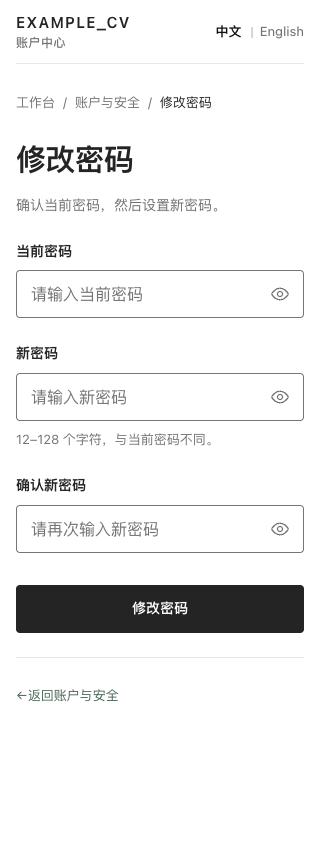 EXAMPLE_CV
账户中心
中文 | English
工作台 / 账户与安全 / 修改密码
修改密码
确认当前密码，然后设置新密码。
当前密码
请输入当前密码
新密码
请输入新密码
12–128 个字符，与当前密码不同。
确认新密码
请再次输入新密码
修改密码
←返回账户与安全